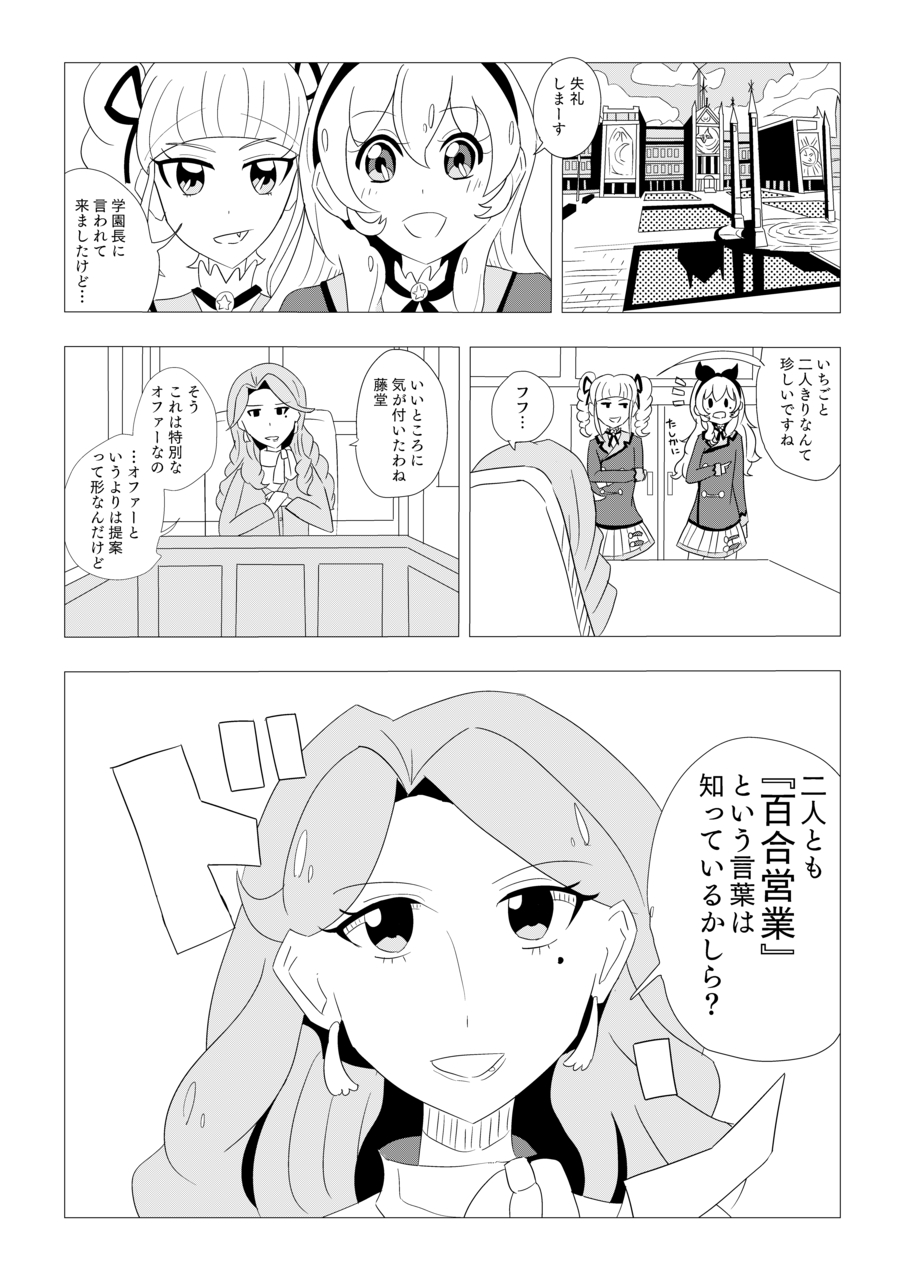 失礼
しまーす
学園長に
言われて
来ましたけど…
いちごと
二人きりなんて
珍しいですね
たしかに
フフ…
いいところに
気が付いたわね
藤堂
そう
これは特別な
オファーなの
…オファーと
いうよりは提案
って形なんだけど
二人とも
『百合営業』
という言葉は
知っているかしら？
ドン